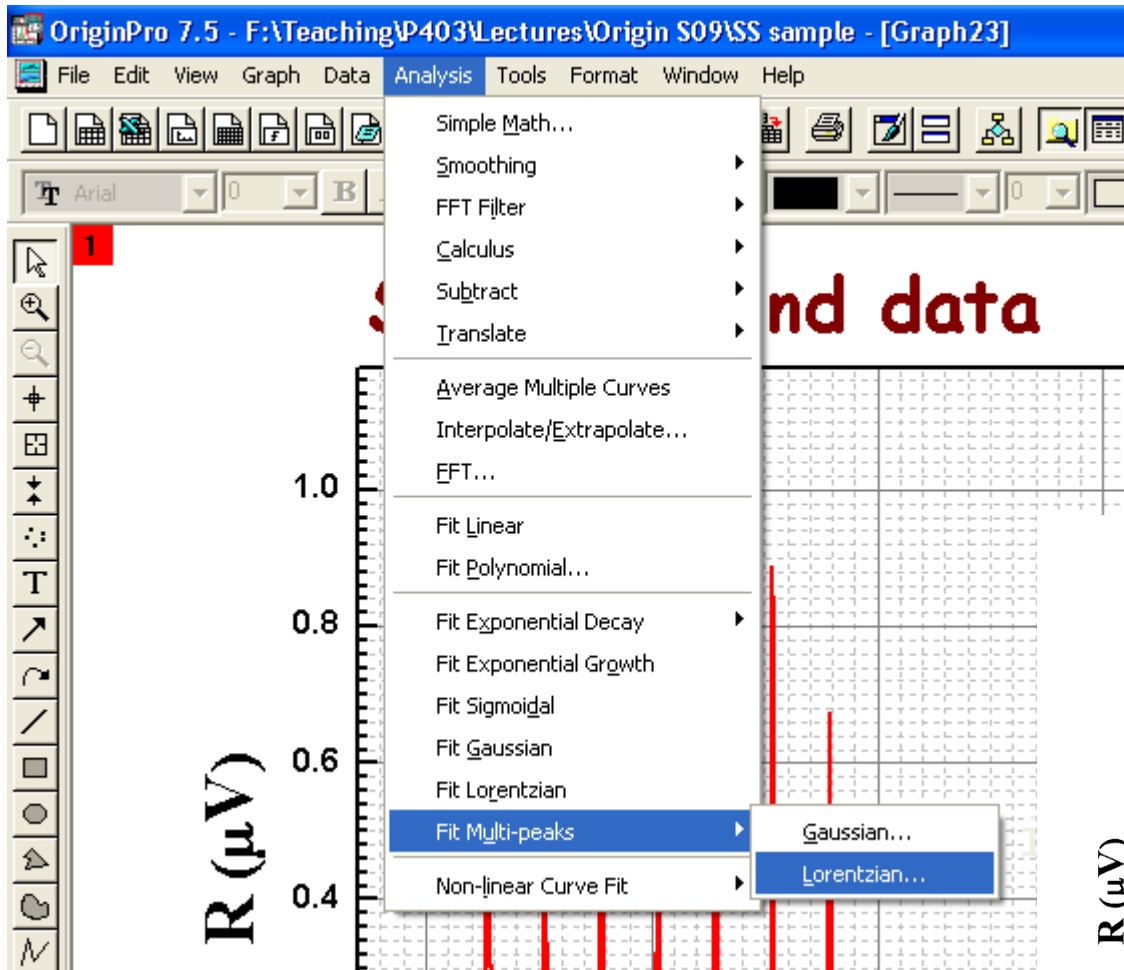 OriginPro 7.5 - F:\Teaching\P403\Lectures\Origin S09\SS sample - [Graph23]
File Edit View Graph Data Analysis Tools Format Window Help
Arial 0 B
1
Simple Math...
Smoothing
FFT Filter
Calculus
Subtract
Translate
Average Multiple Curves
Interpolate/Extrapolate...
FFT...
Fit Linear
Fit Polynomial...
Fit Exponential Decay
Fit Exponential Growth
Fit Sigmoidal
Fit Gaussian
Fit Lorentzian
Fit Multi-peaks
Non-linear Curve Fit
Gaussian...
Lorentzian...
data
1.0
0.8
0.6
0.4
R (μV)
R (μV)
0
T